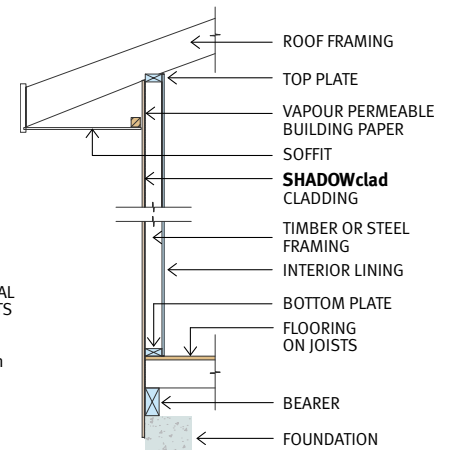 ROOF FRAMING
TOP PLATE
VAPOUR PERMEABLE
BUILDING PAPER
SOFFIT
SHADOWclad
CLADDING
TIMBER OR STEEL
FRAMING
INTERIOR LINING
BOTTOM PLATE
FLOORING
ON JOISTS
BEARER
FOUNDATION